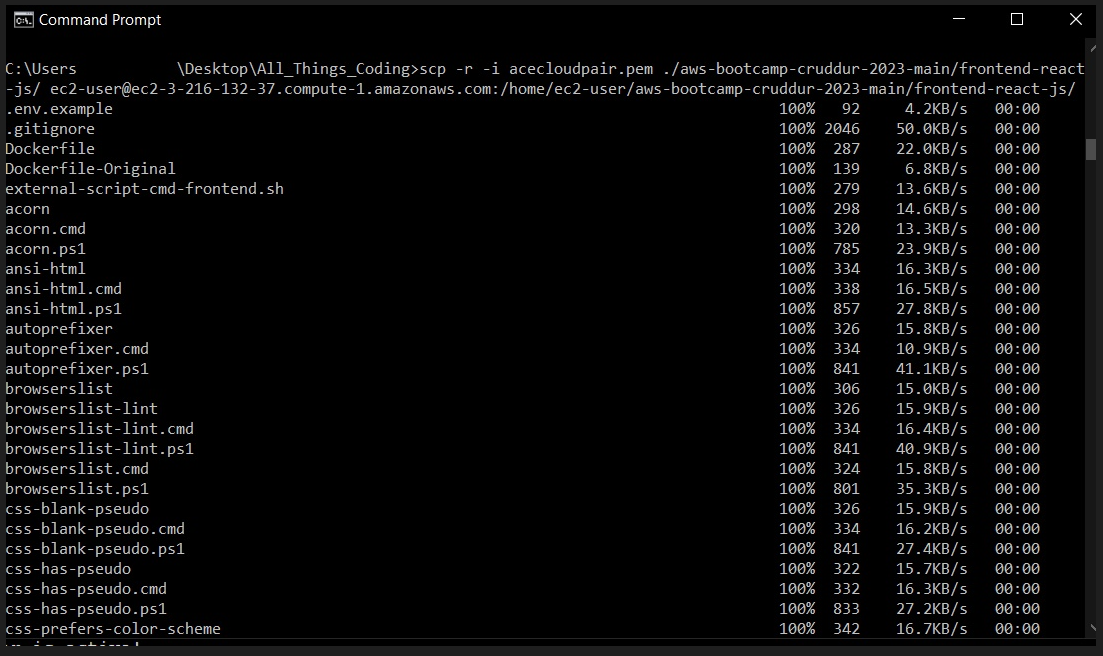 Command Prompt
C:\Users \Desktop\All_Things_Coding>scp -r -i acecloudpair.pem ./aws-bootcamp-cruddur-2023-main/frontend-react
-js/ ec2-user@ec2-3-216-132-37.compute-1.amazonaws.com:/home/ec2-user/aws-bootcamp-cruddur-2023-main/frontend-react-js/
.env.example 100% 92 4.2KB/s 00:00
.gitignore 100% 2046 50.0KB/s 00:00
Dockerfile 100% 287 22.0KB/s 00:00
Dockerfile-Original 100% 139 6.8KB/s 00:00
external-script-cmd-frontend.sh 100% 279 13.6KB/s 00:00
acorn 100% 298 14.6KB/s 00:00
acorn.cmd 100% 320 13.3KB/s 00:00
acorn.ps1 100% 785 23.9KB/s 00:00
ansi-html 100% 334 16.3KB/s 00:00
ansi-html.cmd 100% 338 16.5KB/s 00:00
ansi-html.ps1 100% 857 27.8KB/s 00:00
autoprefixer 100% 326 15.8KB/s 00:00
autoprefixer.cmd 100% 334 10.9KB/s 00:00
autoprefixer.ps1 100% 841 41.1KB/s 00:00
browserslist 100% 306 15.0KB/s 00:00
browserslist-lint 100% 326 15.9KB/s 00:00
browserslist-lint.cmd 100% 334 16.4KB/s 00:00
browserslist-lint.ps1 100% 841 40.9KB/s 00:00
browserslist.cmd 100% 324 15.8KB/s 00:00
browserslist.ps1 100% 801 35.3KB/s 00:00
css-blank-pseudo 100% 326 15.9KB/s 00:00
css-blank-pseudo.cmd 100% 334 16.2KB/s 00:00
css-blank-pseudo.ps1 100% 841 27.4KB/s 00:00
css-has-pseudo 100% 322 15.7KB/s 00:00
css-has-pseudo.cmd 100% 332 16.3KB/s 00:00
css-has-pseudo.ps1 100% 833 27.2KB/s 00:00
css-prefers-color-scheme 100% 342 16.7KB/s 00:00